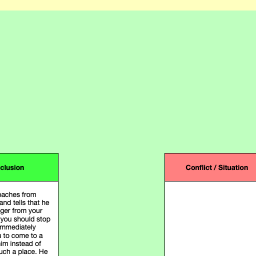 clusion
Conflict / Situation
aches from
and tells that he
ger from your
you should stop
mmediately
to come to a
im instead of
uch a place. He